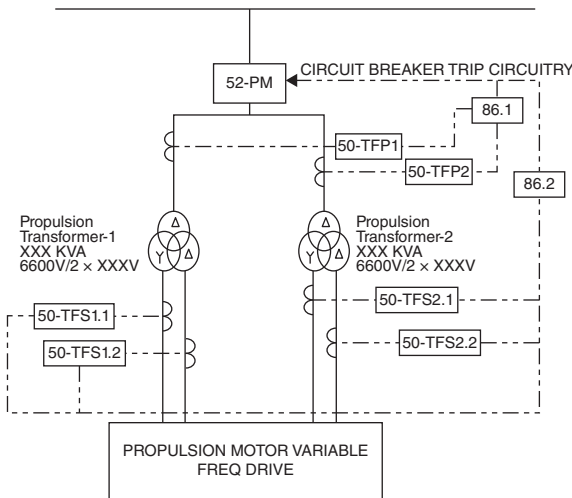 52-PM
CIRCUIT BREAKER TRIP CIRCUITRY
86.1
50-TFP1
50-TFP2
86.2
Propulsion
Transformer-1
XXX KVA
6600V/2 × XXXV
Δ
Y Δ
Δ
Y Δ
Propulsion
Transformer-2
XXX KVA
6600V/2 × XXXV
50-TFS1.1
50-TFS2.1
50-TFS1.2
50-TFS2.2
PROPULSION MOTOR VARIABLE
FREQ DRIVE